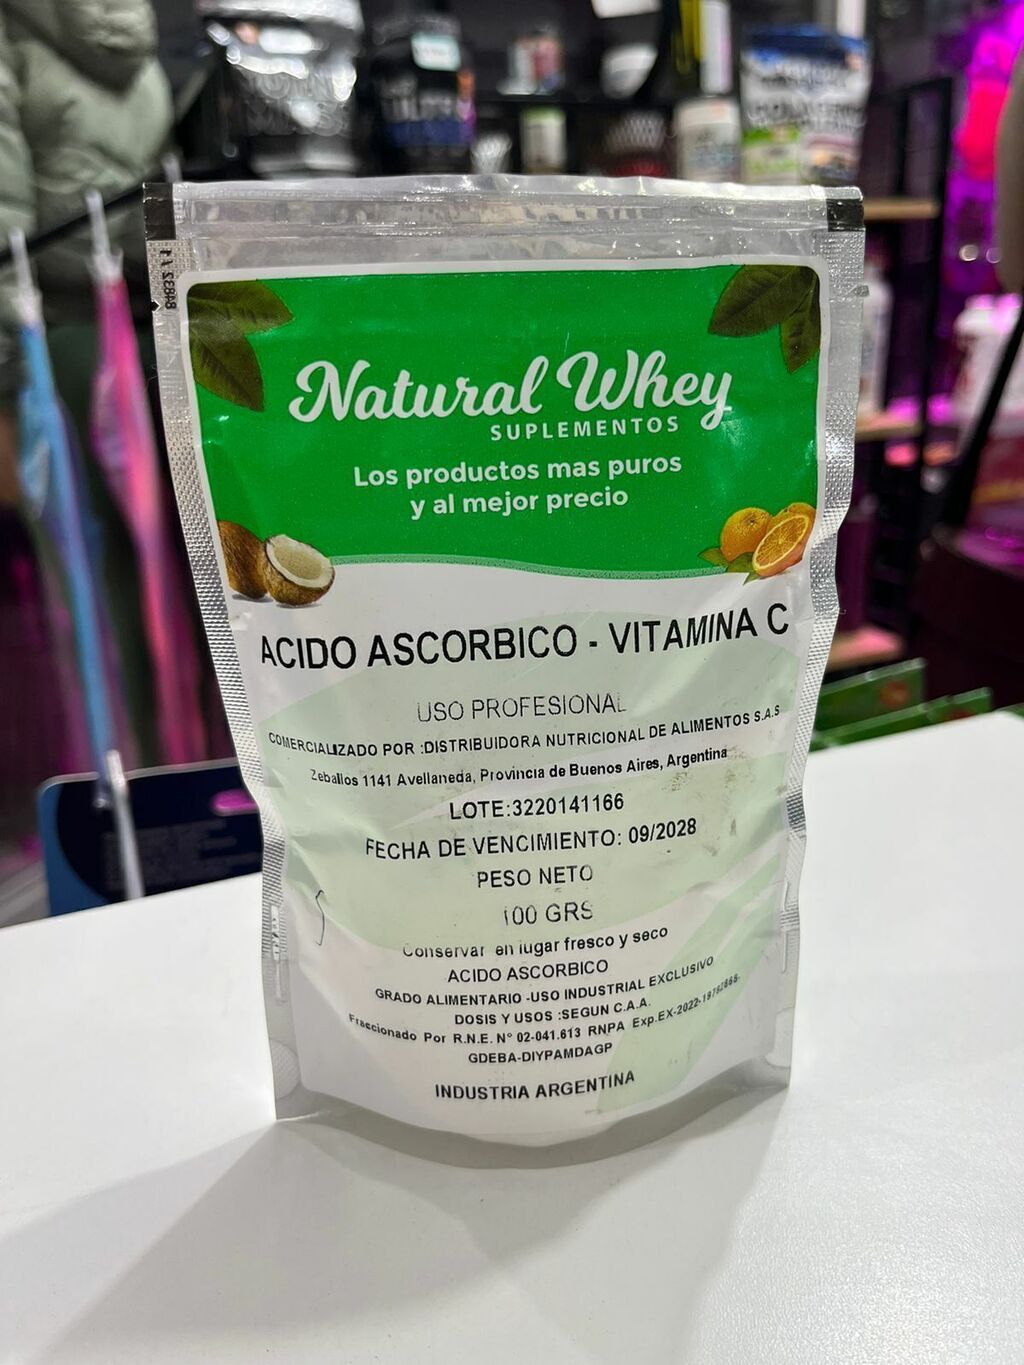 Natural Whey
SUPLEMENTOS
Los productos mas puros
y al mejor precio
ACIDO ASCORBICO - VITAMINA C
USO PROFESIONAL
COMERCIALIZADO POR :DISTRIBUIDORA NUTRICIONAL DE ALIMENTOS S.A.S
Zeballos 1141 Avellaneda, Provincia de Buenos Aires, Argentina
LOTE:3220141166
FECHA DE VENCIMIENTO: 09/2028
PESO NETO
100 GRS
Conservar en lugar fresco y seco
ACIDO ASCORBICO
GRADO ALIMENTARIO -USO INDUSTRIAL EXCLUSIVO
DOSIS Y USOS :SEGUN C.A.A.
Fraccionado Por R.N.E. N° 02-041.613 RNPA
GDEBA-DIYPAMDAGP
INDUSTRIA ARGENTINA